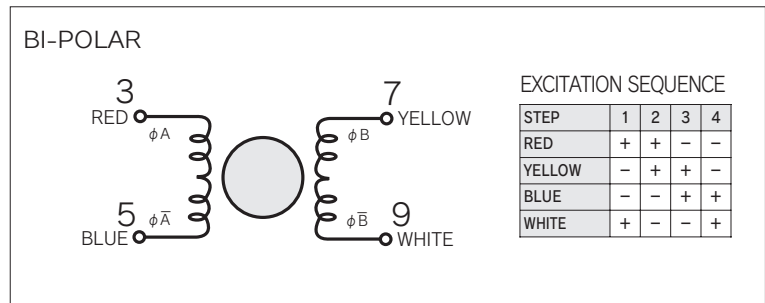 BI-POLAR
3
RED
φA
5
φA̅
BLUE
7
YELLOW
φB
9
φB̅
WHITE
EXCITATION SEQUENCE
STEP 1 2 3 4
RED + + − −
YELLOW − + + −
BLUE − − + +
WHITE + − − +